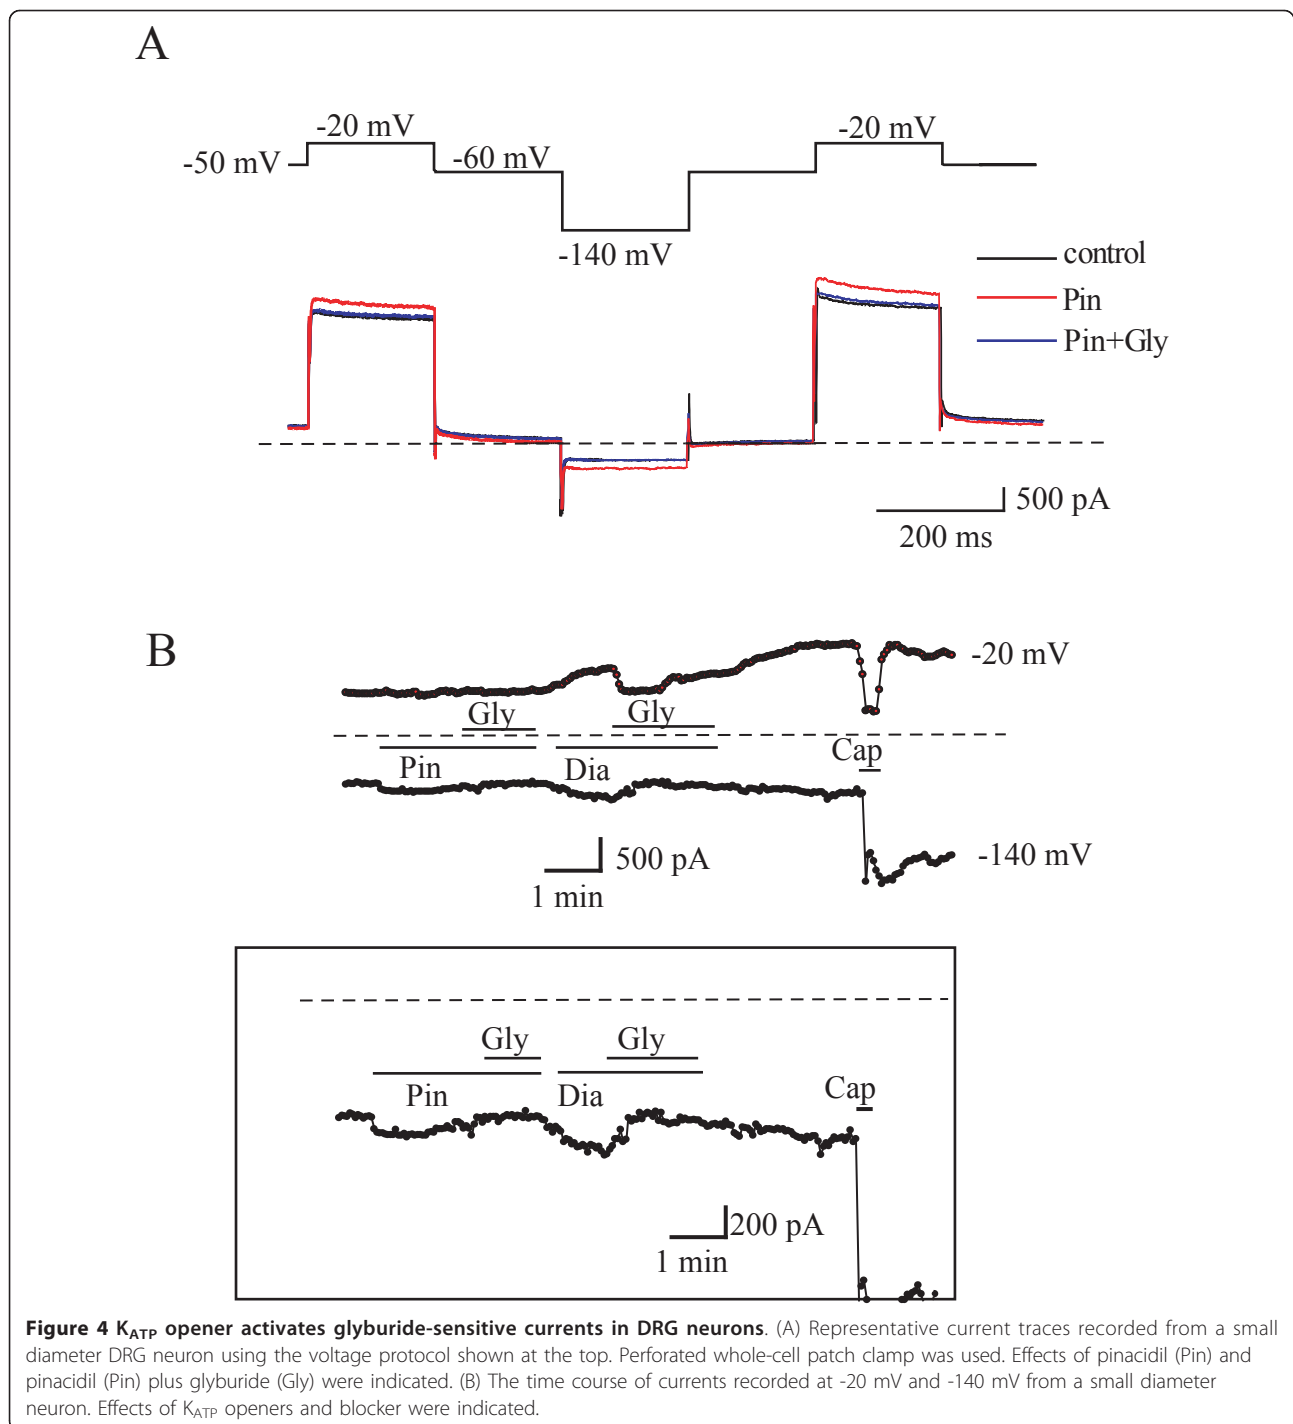 A
-20 mV
-20 mV
-50 mV
-60 mV
-140 mV
control
Pin
Pin+Gly
500 pA
200 ms
B
-20 mV
Gly
Gly
Pin
Dia
Cap
500 pA
1 min
-140 mV
Gly
Gly
Pin
Dia
Cap
200 pA
1 min
Figure 4 KATP opener activates glyburide-sensitive currents in DRG neurons. (A) Representative current traces recorded from a small
diameter DRG neuron using the voltage protocol shown at the top. Perforated whole-cell patch clamp was used. Effects of pinacidil (Pin) and
pinacidil (Pin) plus glyburide (Gly) were indicated. (B) The time course of currents recorded at -20 mV and -140 mV from a small diameter
neuron. Effects of KATP openers and blocker were indicated.